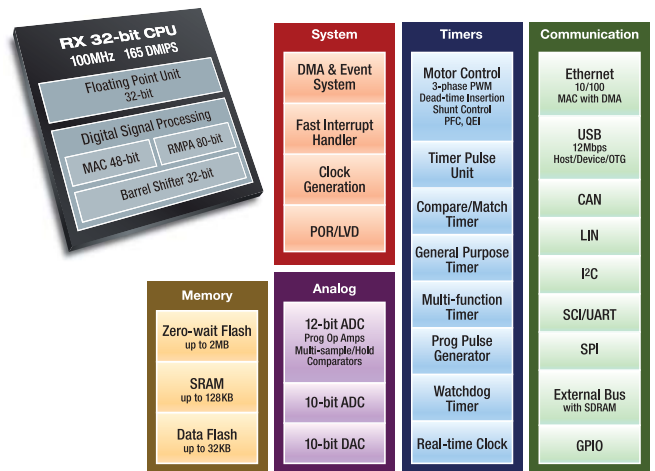 RX 32-bit CPU
100MHz 165 DMIPS
Floating Point Unit
32-bit
Digital Signal Processing
MAC 48-bit
RMPA 80-bit
Barrel Shifter 32-bit
System
DMA & Event
System
Fast Interrupt
Handler
Clock
Generation
POR/LVD
Memory
Zero-wait Flash
up to 2MB
SRAM
up to 128KB
Data Flash
up to 32KB
Analog
12-bit ADC
Prog Op Amps
Multi-sample/Hold
Comparators
10-bit ADC
10-bit DAC
Timers
Motor Control
3-phase PWM
Dead-time Insertion
Shunt Control
PFC, QEI
Timer Pulse
Unit
Compare/Match
Timer
General Purpose
Timer
Multi-function
Timer
Prog Pulse
Generator
Watchdog
Timer
Real-time Clock
Communication
Ethernet
10/100
MAC with DMA
USB
12Mbps
Host/Device/OTG
CAN
LIN
I²C
SCI/UART
SPI
External Bus
with SDRAM
GPIO